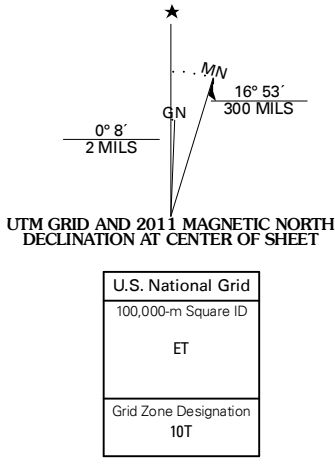 ★
MN
GN
16° 53´
300 MILS
0° 8´
2 MILS
UTM GRID AND 2011 MAGNETIC NORTH
DECLINATION AT CENTER OF SHEET
U.S. National Grid
100,000-m Square ID
ET
Grid Zone Designation
10T